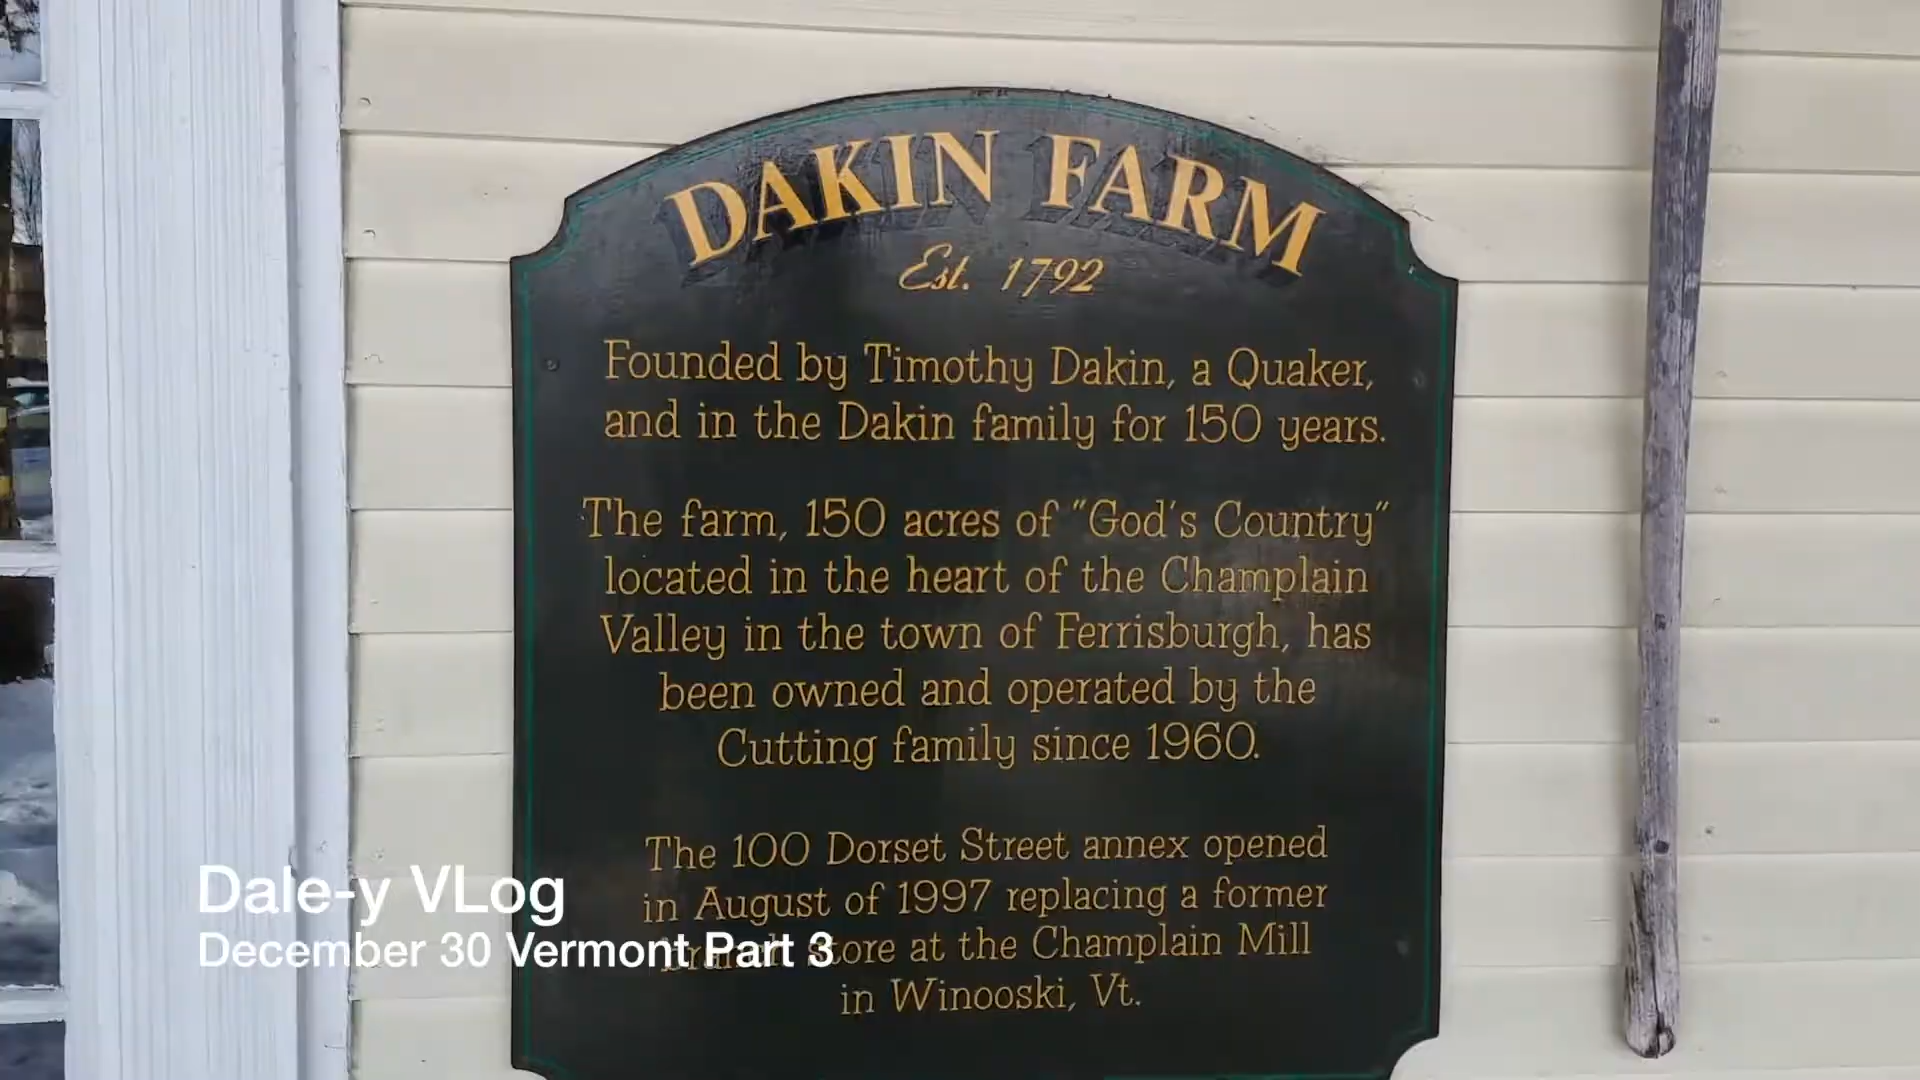 DAKIN FARM
Est. 1792
Founded by Timothy Dakin, a Quaker,
and in the Dakin family for 150 years.
The farm, 150 acres of "God's Country"
located in the heart of the Champlain
Valley in the town of Ferrisburgh, has
been owned and operated by the
Cutting family since 1960.
The 100 Dorset Street annex opened
in August of 1997 replacing a former
branch store at the Champlain Mill
in Winooski, Vt.
Dale-y VLog
December 30 Vermont Part 3